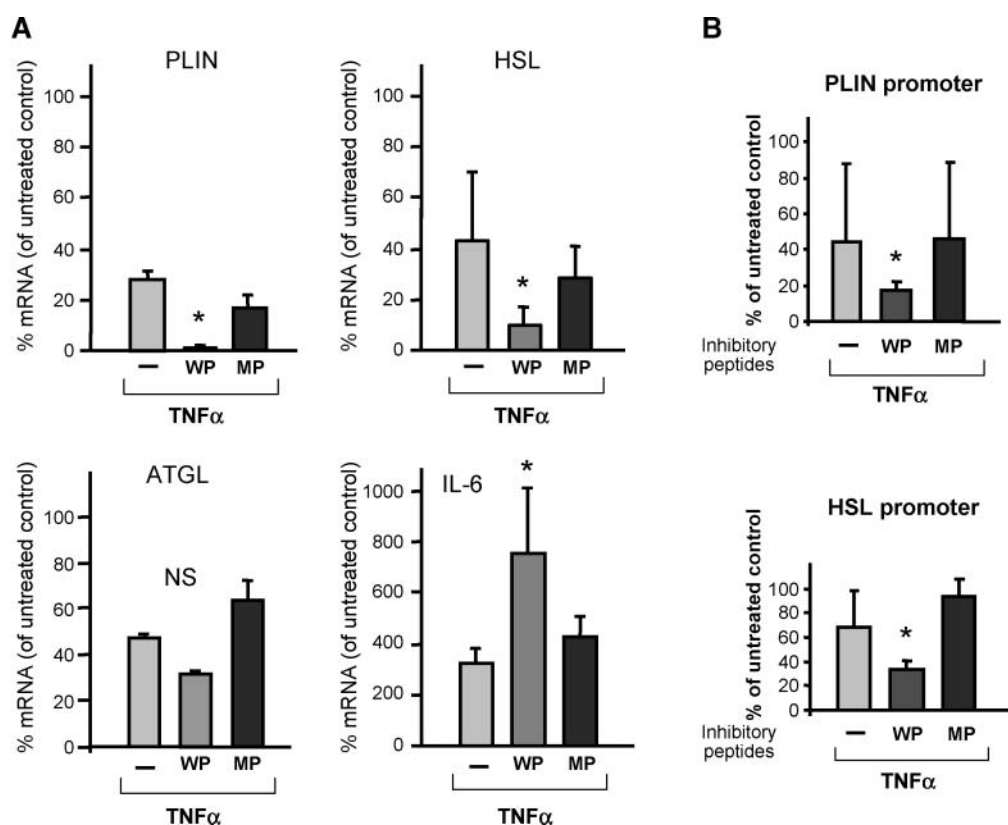 A
PLIN
% mRNA (of untreated control)
100
80
60
40
20
0
*
– WP MP
TNFα
HSL
% mRNA (of untreated control)
100
80
60
40
20
0
*
– WP MP
TNFα
ATGL
% mRNA (of untreated control)
100
80
60
40
20
0
NS
– WP MP
TNFα
IL-6
% mRNA (of untreated control)
1000
800
600
400
200
0
*
– WP MP
TNFα
B
PLIN promoter
% of untreated control
100
80
60
40
20
0
*
Inhibitory
peptides
– WP MP
TNFα
HSL promoter
% of untreated control
100
80
60
40
20
0
*
Inhibitory
peptides
– WP MP
TNFα